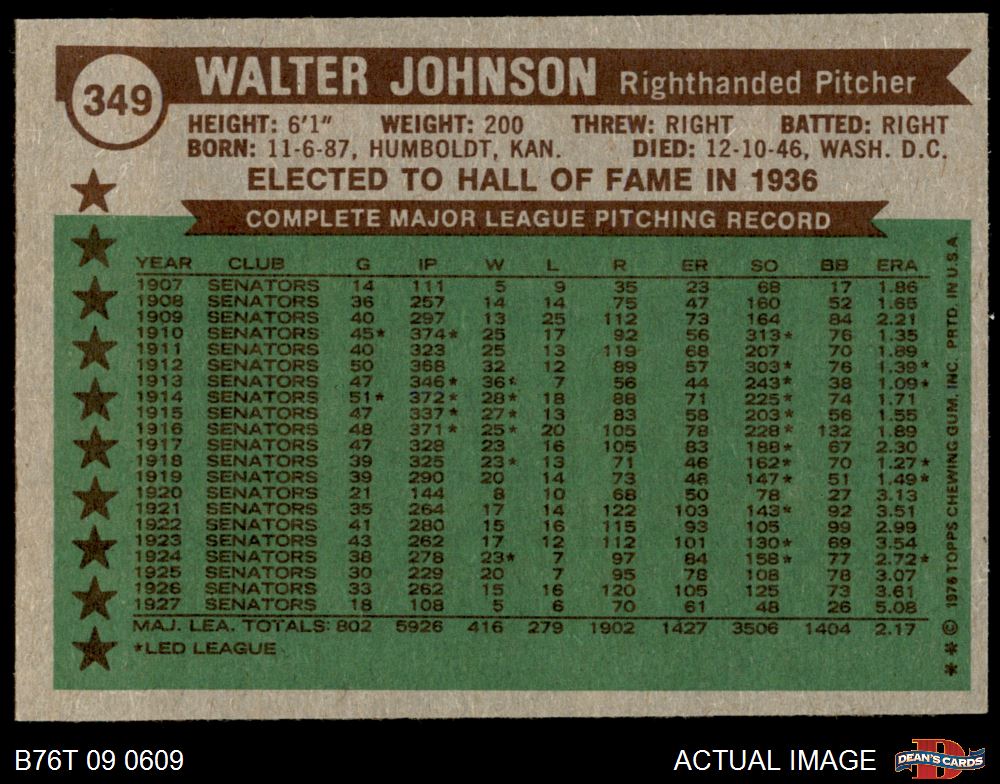 349
WALTER JOHNSON Righthanded Pitcher
HEIGHT: 6'1" WEIGHT: 200 THREW: RIGHT BATTED: RIGHT
BORN: 11-6-87, HUMBOLDT, KAN. DIED: 12-10-46, WASH. D.C.
ELECTED TO HALL OF FAME IN 1936
COMPLETE MAJOR LEAGUE PITCHING RECORD
YEAR CLUB G IP W L R ER SO BB ERA
1907 SENATORS 14 111 5 9 35 23 68 17 1.86
1908 SENATORS 36 257 14 14 75 47 160 52 1.65
1909 SENATORS 40 297 13 25 112 73 164 84 2.21
1910 SENATORS 45* 374* 25 17 92 56 313* 76 1.35
1911 SENATORS 40 323 25 13 119 68 207 70 1.89
1912 SENATORS 50 368 32 12 89 57 303* 76 1.39*
1913 SENATORS 47 346* 36* 7 56 44 243* 38 1.09*
1914 SENATORS 51* 372* 28* 18 88 71 225* 74 1.71
1915 SENATORS 47 337* 27* 13 83 58 203* 56 1.55
1916 SENATORS 48 371* 25* 20 105 78 228* 132 1.89
1917 SENATORS 47 328 23 16 105 83 188* 67 2.30
1918 SENATORS 39 325 23* 13 71 46 162* 70 1.27*
1919 SENATORS 39 290 20 14 73 48 147* 51 1.49*
1920 SENATORS 21 144 8 10 68 50 78 27 3.13
1921 SENATORS 35 264 17 14 122 103 143* 92 3.51
1922 SENATORS 41 280 15 16 115 93 105 99 2.99
1923 SENATORS 43 262 17 12 112 101 130* 69 3.54
1924 SENATORS 38 278 23* 7 97 84 158* 77 2.72*
1925 SENATORS 30 229 20 7 95 78 108 78 3.07
1926 SENATORS 33 262 15 16 120 105 125 73 3.61
1927 SENATORS 18 108 5 6 70 61 48 26 5.08
MAJ. LEA. TOTALS: 802 5926 416 279 1902 1427 3506 1404 2.17
*LED LEAGUE
* * © 1976 TOPPS CHEWING GUM, INC. PRTD. IN U.S.A.
B76T 09 0609
ACTUAL IMAGE
D
DEAN'S CARDS